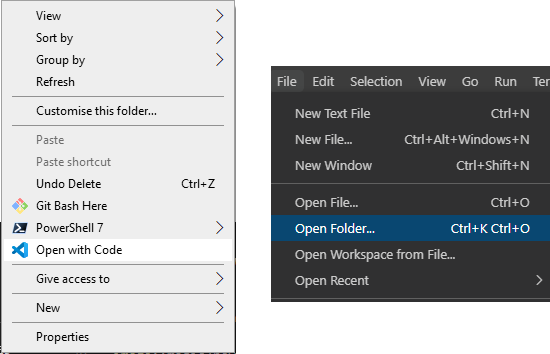 View
Sort by
Group by
Refresh
Customise this folder...
Paste
Paste shortcut
Undo Delete Ctrl+Z
Git Bash Here
PowerShell 7
Open with Code
Give access to
New
Properties
File Edit Selection View Go Run Ter
New Text File Ctrl+N
New File... Ctrl+Alt+Windows+N
New Window Ctrl+Shift+N
Open File... Ctrl+O
Open Folder... Ctrl+K Ctrl+O
Open Workspace from File...
Open Recent